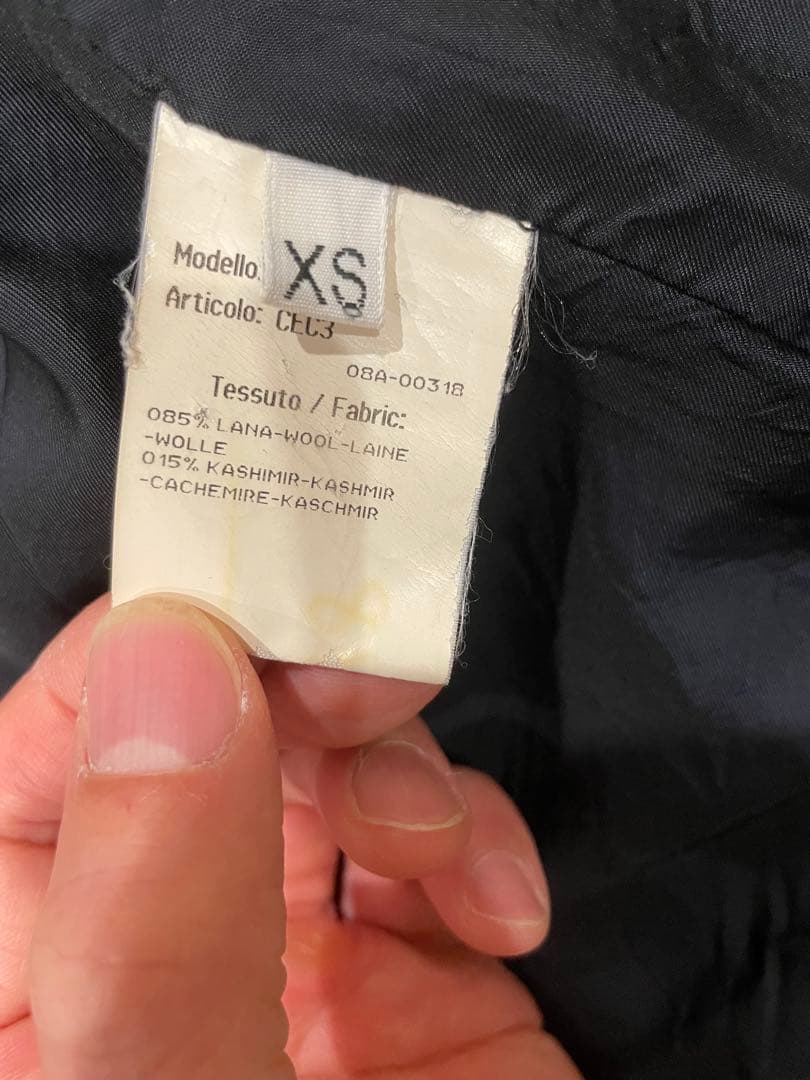 XS
Modello
Articolo: CEC3
08A-00318
Tessuto / Fabric:
085% LANA-WOOL-LAINE
-WOLLE
015% KASHIMIR-KASHMIR
-CACHEMIRE-KASCHMIR